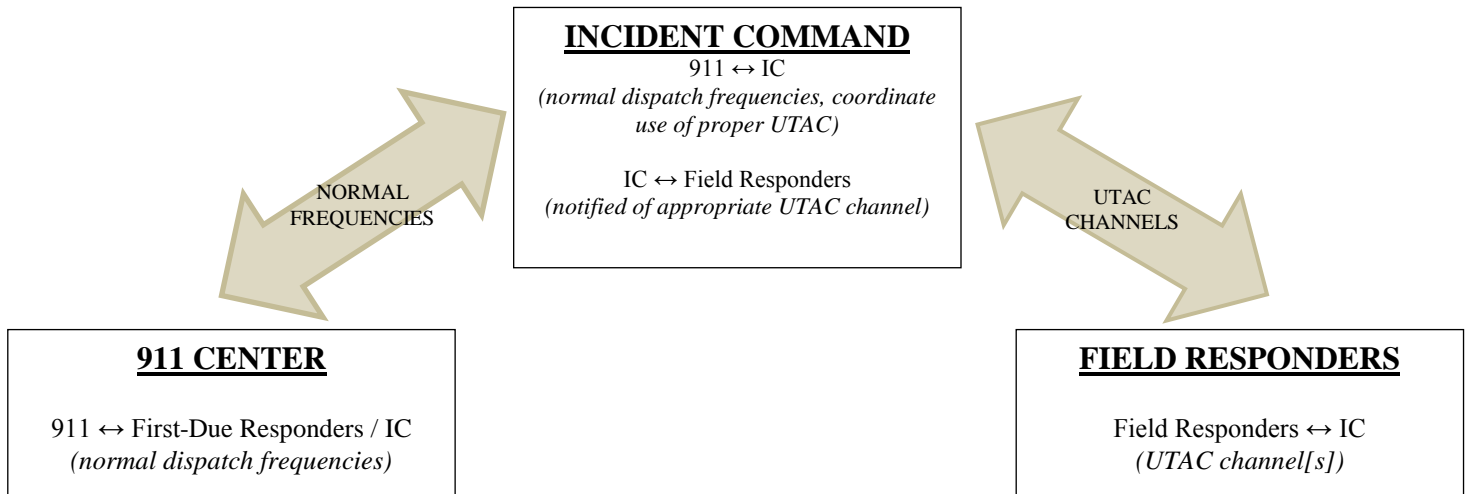 INCIDENT COMMAND
911 ↔ IC
(normal dispatch frequencies, coordinate
use of proper UTAC)
IC ↔ Field Responders
(notified of appropriate UTAC channel)
NORMAL
FREQUENCIES
UTAC
CHANNELS
911 CENTER
911 ↔ First-Due Responders / IC
(normal dispatch frequencies)
FIELD RESPONDERS
Field Responders ↔ IC
(UTAC channel[s])